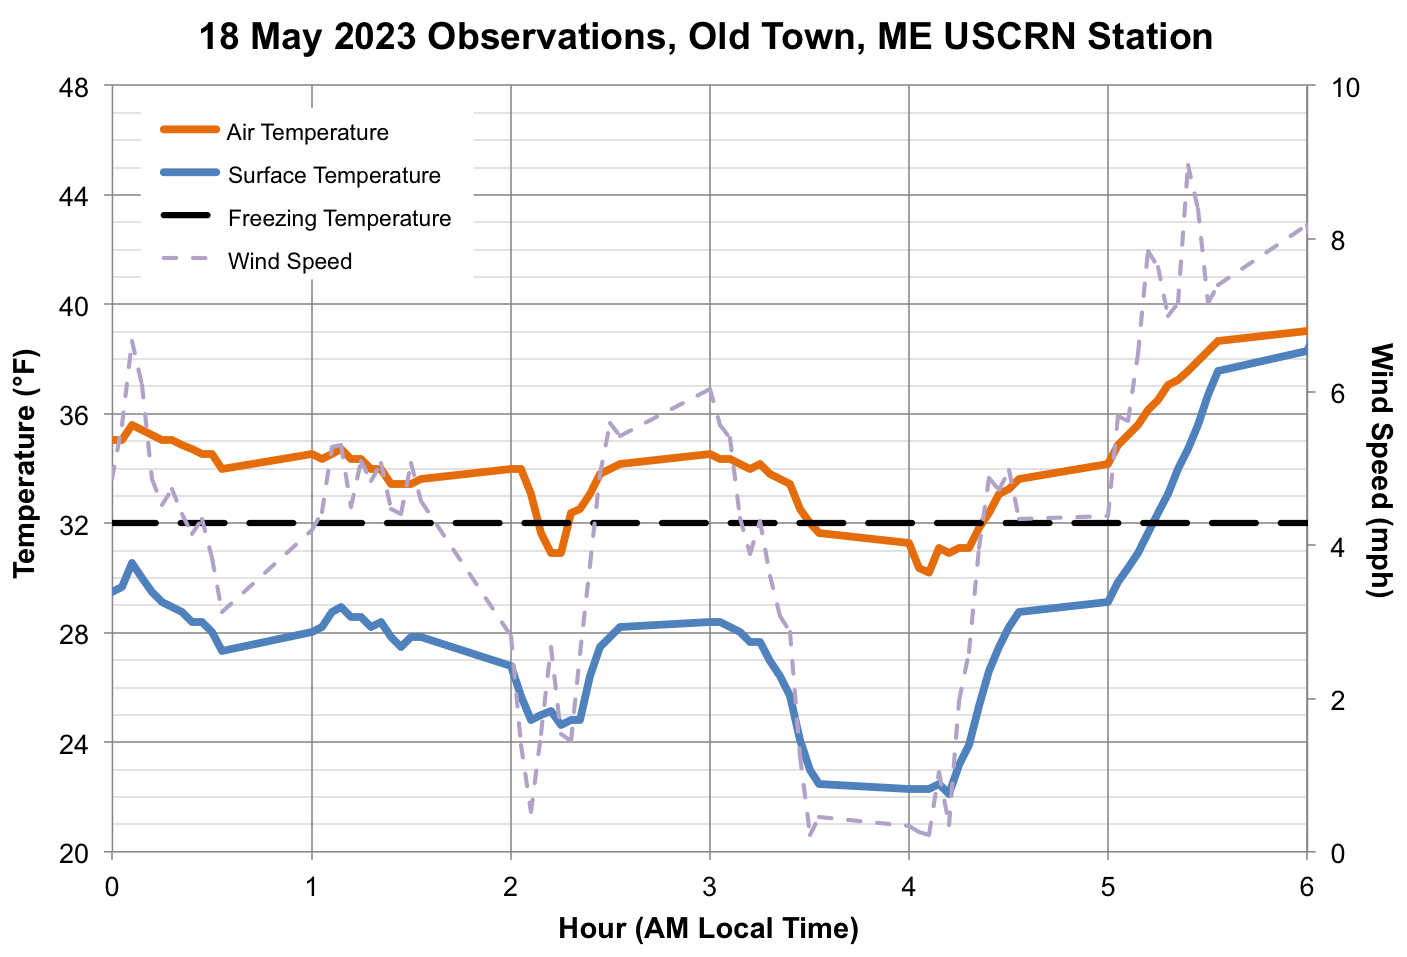 18 May 2023 Observations, Old Town, ME USCRN Station
48
44
40
36
32
28
24
20
Temperature (°F)
Air Temperature
Surface Temperature
Freezing Temperature
Wind Speed
10
8
6
4
2
0
Wind Speed (mph)
0 1 2 3 4 5 6
Hour (AM Local Time)